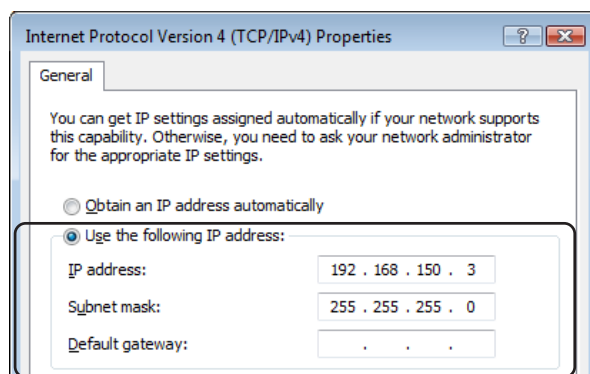 Internet Protocol Version 4 (TCP/IPv4) Properties
General
You can get IP settings assigned automatically if your network supports
this capability. Otherwise, you need to ask your network administrator
for the appropriate IP settings.
Obtain an IP address automatically
Use the following IP address:
IP address: 192 . 168 . 150 . 3
Subnet mask: 255 . 255 . 255 . 0
Default gateway: . . .